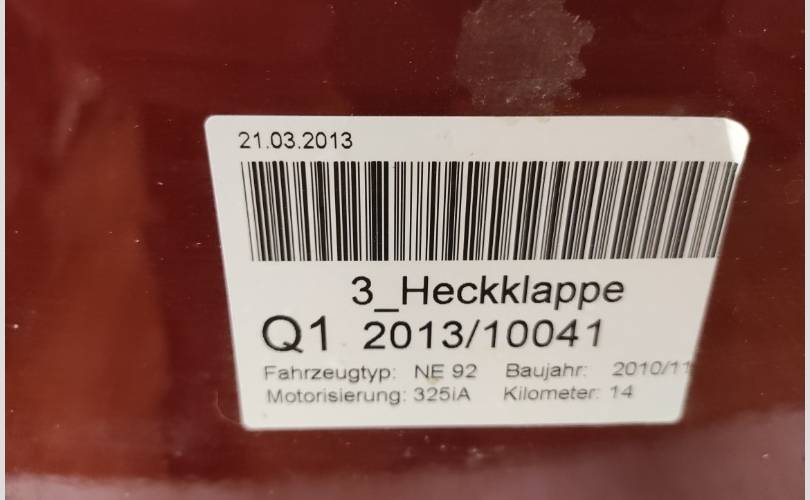 21.03.2013
3_Heckklappe
Q1 2013/10041
Fahrzeugtyp: NE 92 Baujahr: 2010/11
Motorisierung: 325iA Kilometer: 14